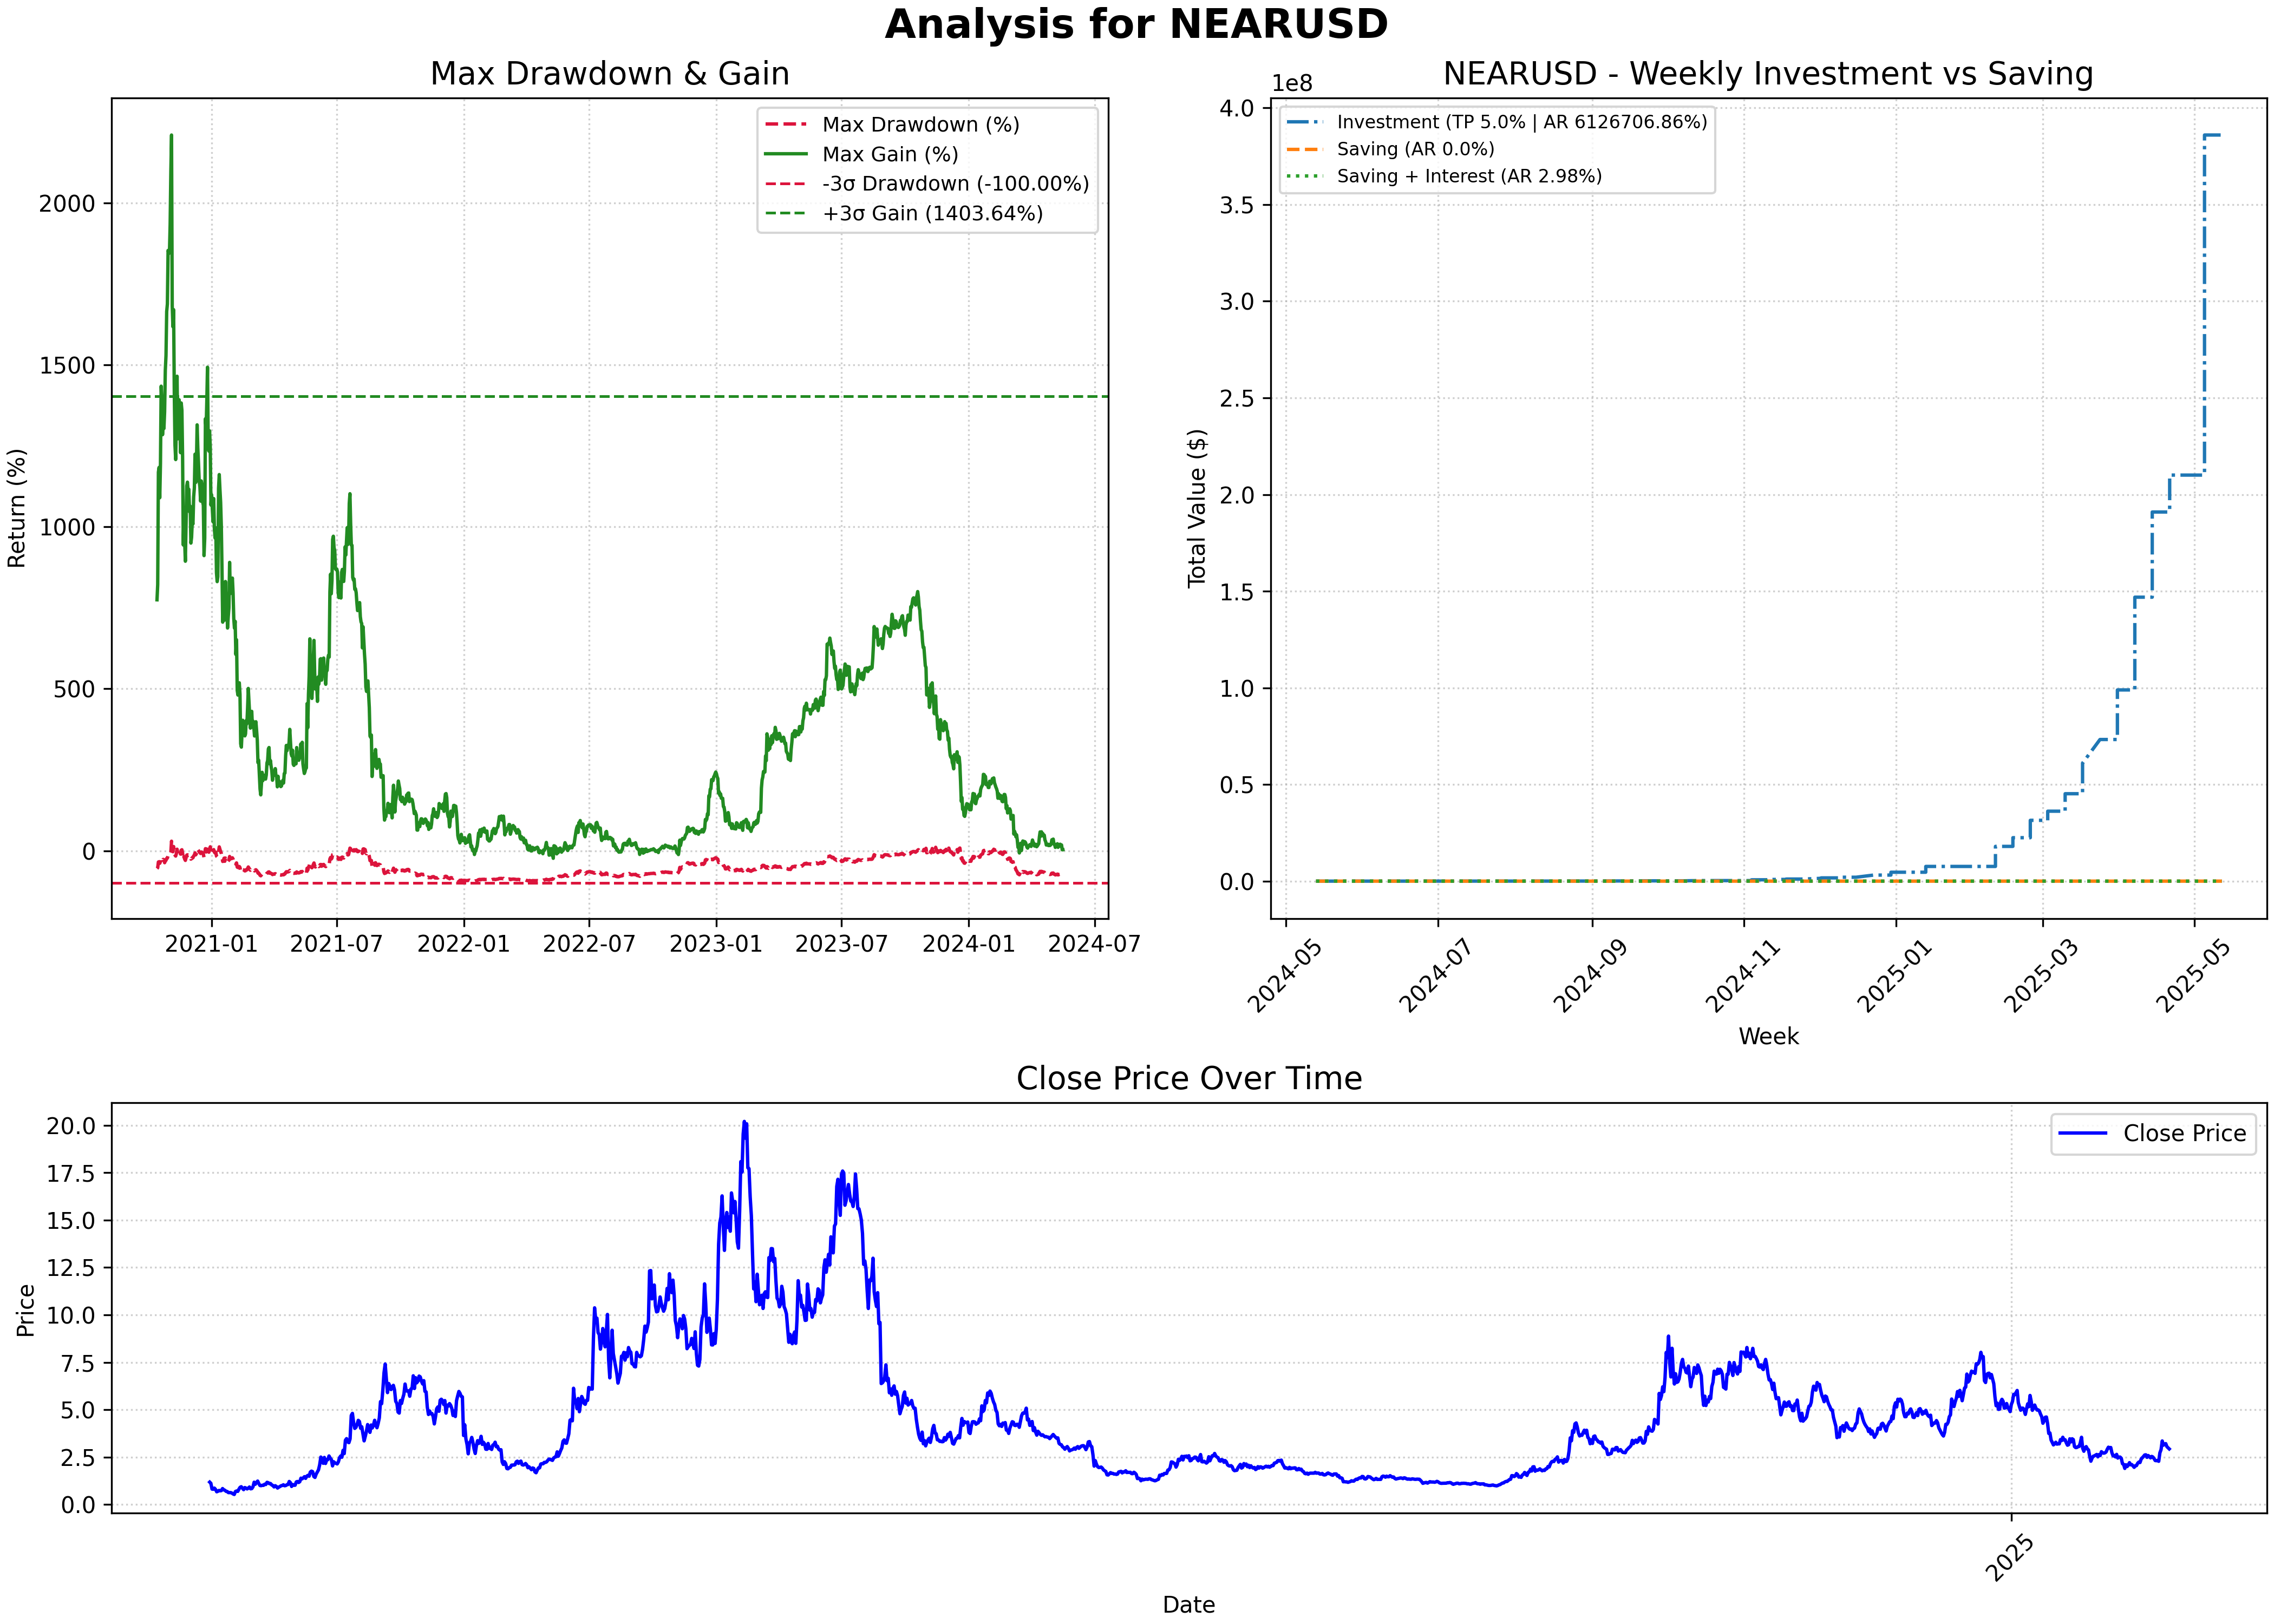 Analysis for NEARUSD
Max Drawdown & Gain
Return (%)
2000
1500
1000
500
0
2021-01
2021-07
2022-01
2022-07
2023-01
2023-07
2024-01
2024-07
Max Drawdown (%)
Max Gain (%)
-3σ Drawdown (-100.00%)
+3σ Gain (1403.64%)
NEARUSD - Weekly Investment vs Saving
1e8
Total Value ($)
4.0
3.5
3.0
2.5
2.0
1.5
1.0
0.5
0.0
Investment (TP 5.0% | AR 6126706.86%)
Saving (AR 0.0%)
Saving + Interest (AR 2.98%)
2024-05
2024-07
2024-09
2024-11
2025-01
2025-03
2025-05
Week
Close Price Over Time
Price
20.0
17.5
15.0
12.5
10.0
7.5
5.0
2.5
0.0
Close Price
2025
Date